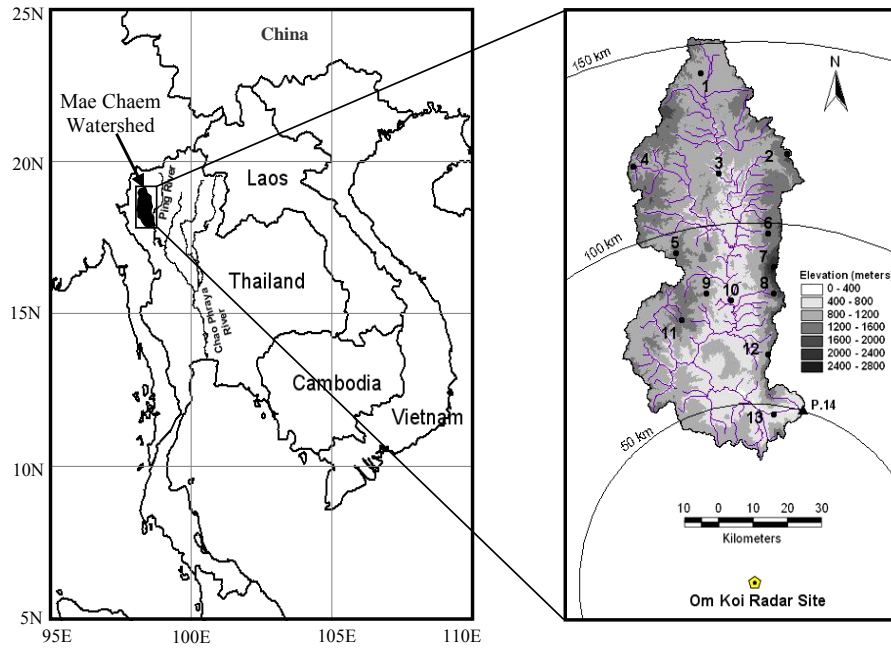 25N
20N
15N
10N
5N
95E
100E
105E
110E
China
Mae Chaem
Watershed
Ping River
Laos
Thailand
Chao Phraya
River
Cambodia
Vietnam
150 km
100 km
50 km
N
1
2
3
4
5
6
7
8
9
10
11
12
13
P.14
Elevation (meters)
0 - 400
400 - 800
800 - 1200
1200 - 1600
1600 - 2000
2000 - 2400
2400 - 2800
10 0 10 20 30
Kilometers
Om Koi Radar Site